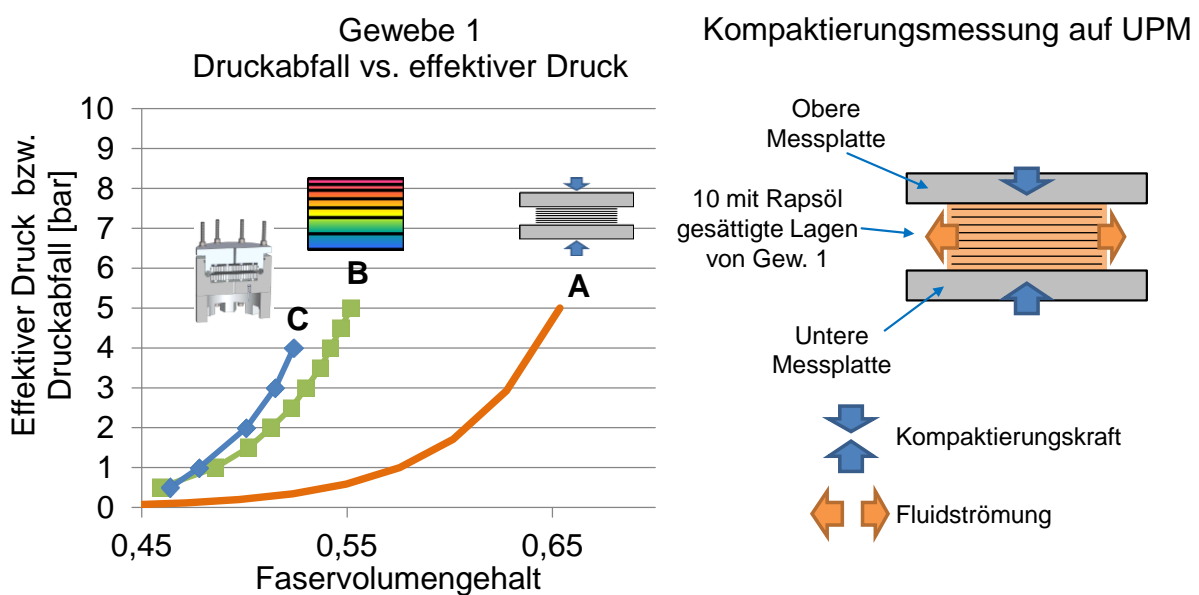 Gewebe 1
Druckabfall vs. effektiver Druck
Effektiver Druck bzw.
Druckabfall [bar]
10
9
8
7
6
5
4
3
2
1
0
0,45
0,55
0,65
Faservolumengehalt
C
B
A
Kompaktierungsmessung auf UPM
Obere
Messplatte
10 mit Rapsöl
gesättigte Lagen
von Gew. 1
Untere
Messplatte
Kompaktierungskraft
Fluidströmung